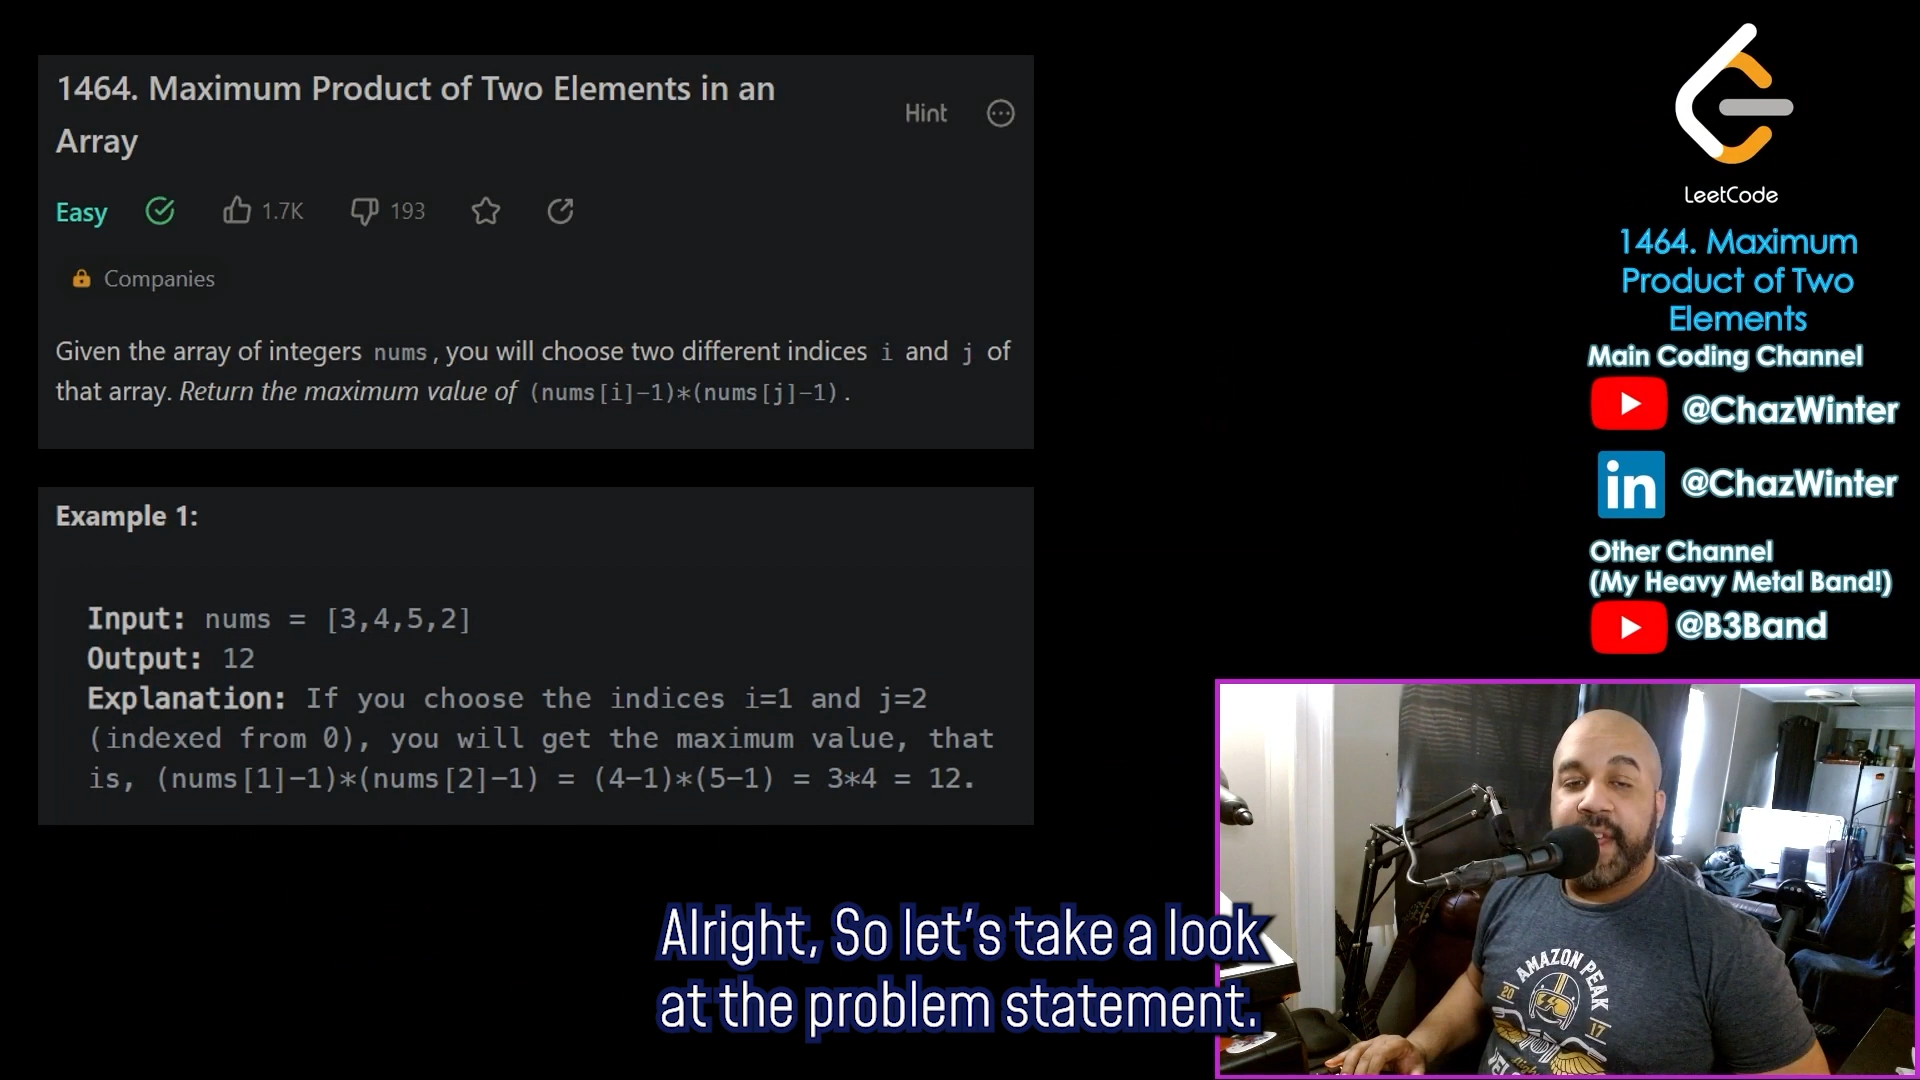 1464. Maximum Product of Two Elements in an
Array
Hint
Easy
1.7K
193
Companies
Given the array of integers nums, you will choose two different indices i and j of
that array. Return the maximum value of (nums[i]-1)*(nums[j]-1).
Example 1:
Input: nums = [3,4,5,2]
Output: 12
Explanation: If you choose the indices i=1 and j=2
(indexed from 0), you will get the maximum value, that
is, (nums[1]-1)*(nums[2]-1) = (4-1)*(5-1) = 3*4 = 12.
LeetCode
1464. Maximum
Product of Two
Elements
Main Coding Channel
@ChazWinter
in @ChazWinter
Other Channel
(My Heavy Metal Band!)
@B3Band
Alright, So let's take a look
at the problem statement.
AMAZON PEAK
20
17